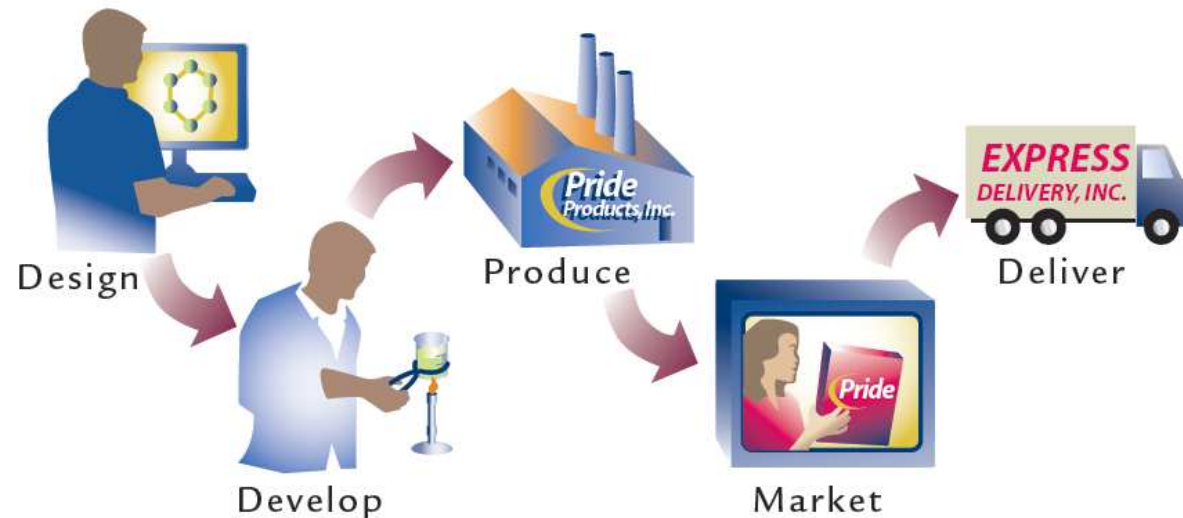 Design
Develop
Pride
Products, Inc.
Produce
Pride
Market
EXPRESS
DELIVERY, INC.
Deliver